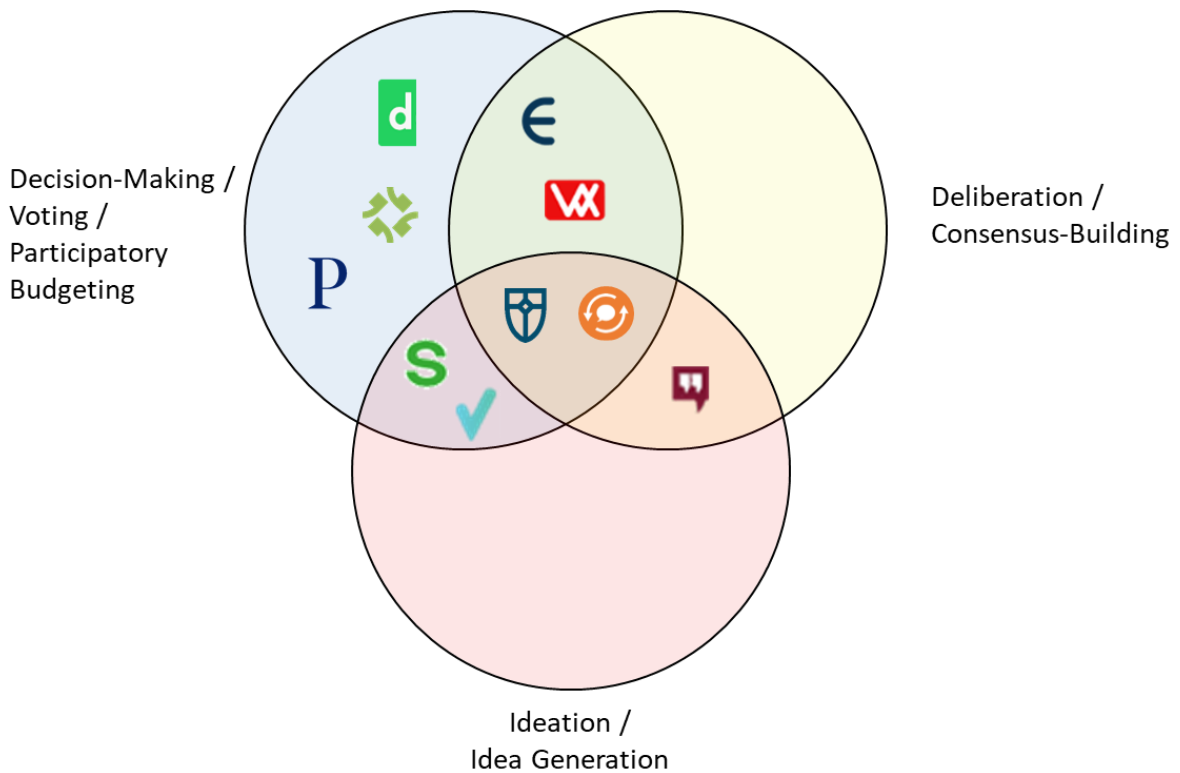 d
Є
Decision-Making /
Voting /
Participatory
Budgeting
Deliberation /
Consensus-Building
P
S
Ideation /
Idea Generation